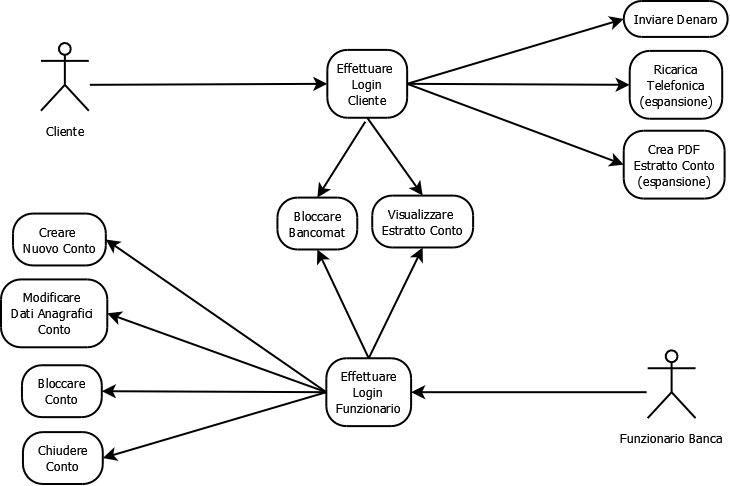 Inviare Denaro
Effettuare
Login
Cliente
Ricarica
Telefonica
(espansione)
Cliente
Crea PDF
Estratto Conto
(espansione)
Bloccare
Bancomat
Visualizzare
Estratto Conto
Creare
Nuovo Conto
Modificare
Dati Anagrafici
Conto
Bloccare
Conto
Effettuare
Login
Funzionario
Funzionario Banca
Chiudere
Conto